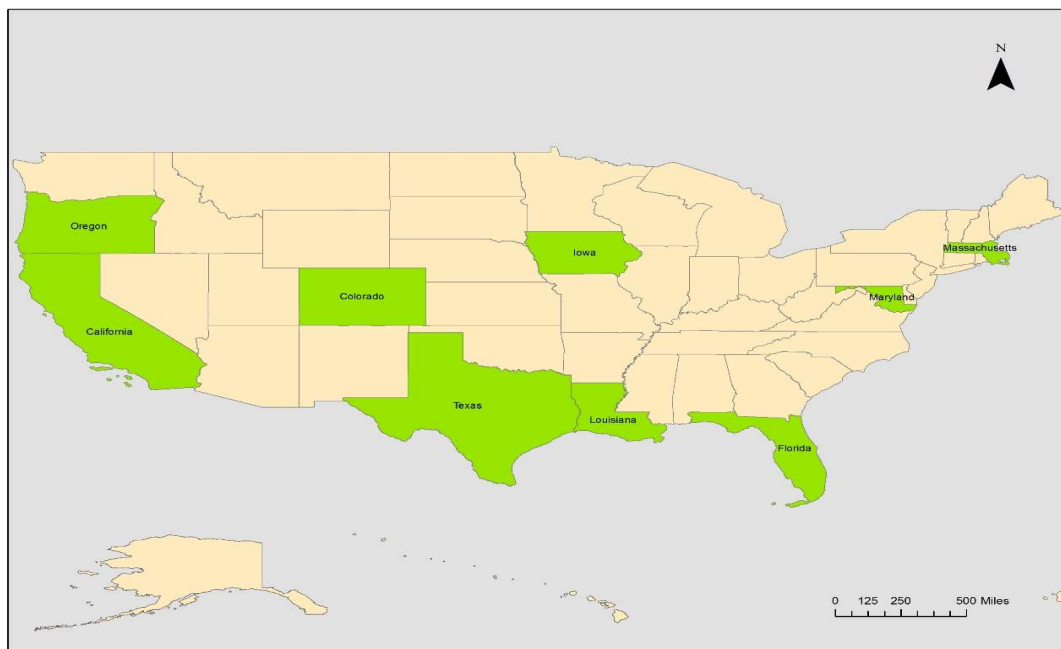 N
Oregon
Massachusetts
Iowa
Colorado
Maryland
California
Texas
Louisiana
Florida
0 125 250 500 Miles